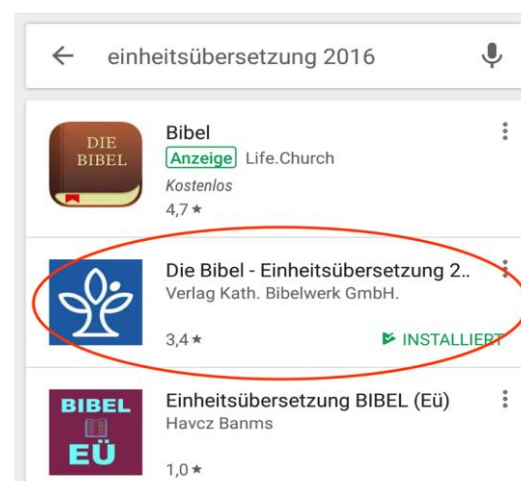 einheitsübersetzung 2016
DIE
BIBEL
Bibel
Anzeige Life.Church
Kostenlos
4,7 ★
Die Bibel - Einheitsübersetzung 2..
Verlag Kath. Bibelwerk GmbH.
3,4 ★ INSTALLIERT
BIBEL
EÜ
Einheitsübersetzung BIBEL (Eü)
Havcz Banms
1,0 ★